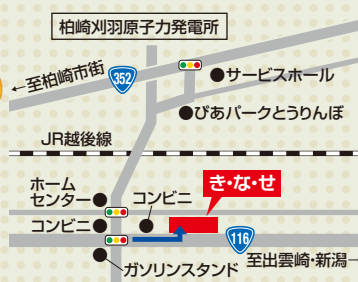 柏崎刈羽原子力発電所
←至柏崎市街
352
サービスホール
ぴあパークとうりんぼ
JR越後線
き・な・せ
ホーム
センター
コンビニ
コンビニ
116
至出雲崎・新潟→
ガソリンスタンド